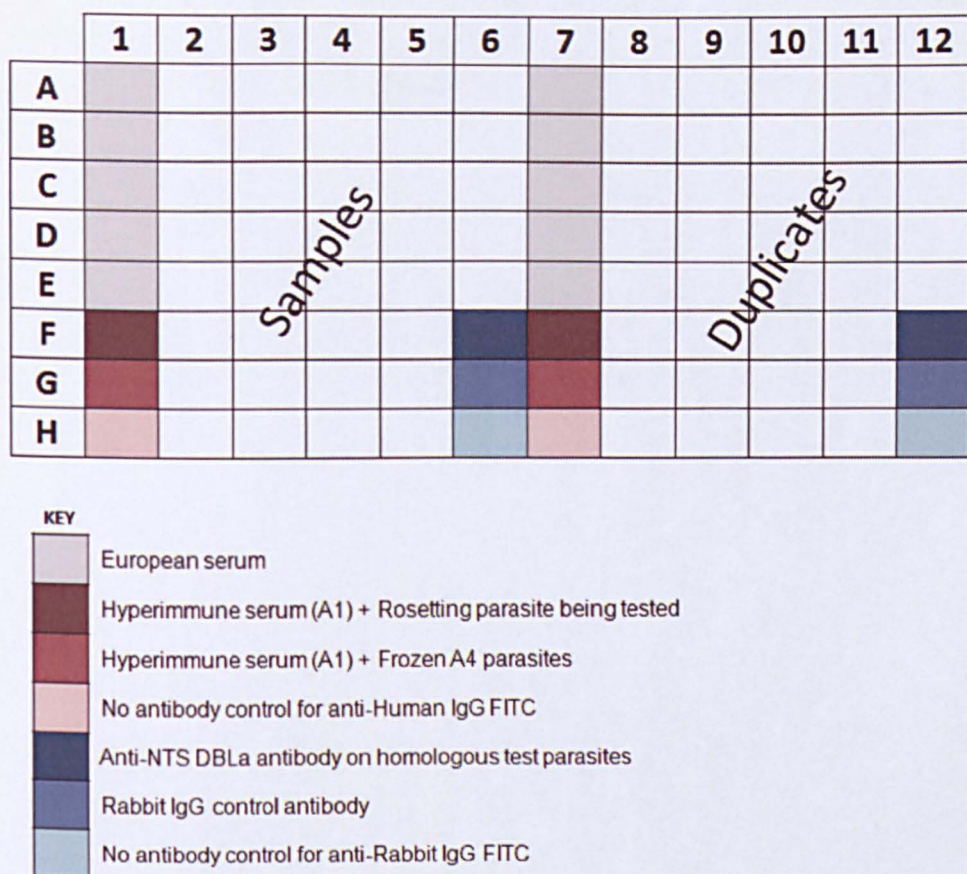 1 2 3 4 5 6 7 8 9 10 11 12
A
B
C
D
E
F
G
H
Samples
Duplicates
KEY
European serum
Hyperimmune serum (A1) + Rosetting parasite being tested
Hyperimmune serum (A1) + Frozen A4 parasites
No antibody control for anti-Human IgG FITC
Anti-NTS DBLa antibody on homologous test parasites
Rabbit IgG control antibody
No antibody control for anti-Rabbit IgG FITC